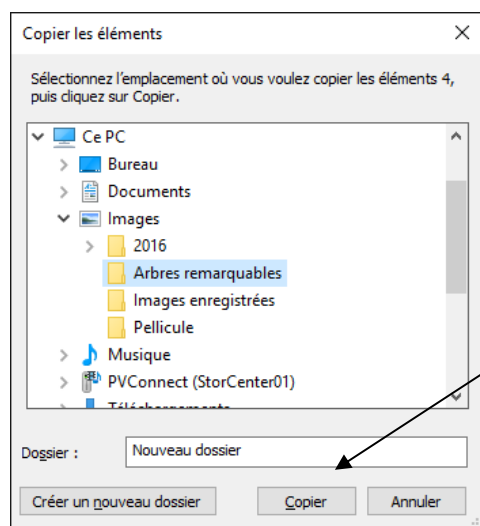 Copier les éléments
Sélectionnez l'emplacement où vous voulez copier les éléments 4,
puis cliquez sur Copier.
Ce PC
Bureau
Documents
Images
2016
Arbres remarquables
Images enregistrées
Pellicule
Musique
PVConnect (StorCenter01)
Téléchargements
Dossier :
Nouveau dossier
Créer un nouveau dossier
Copier
Annuler